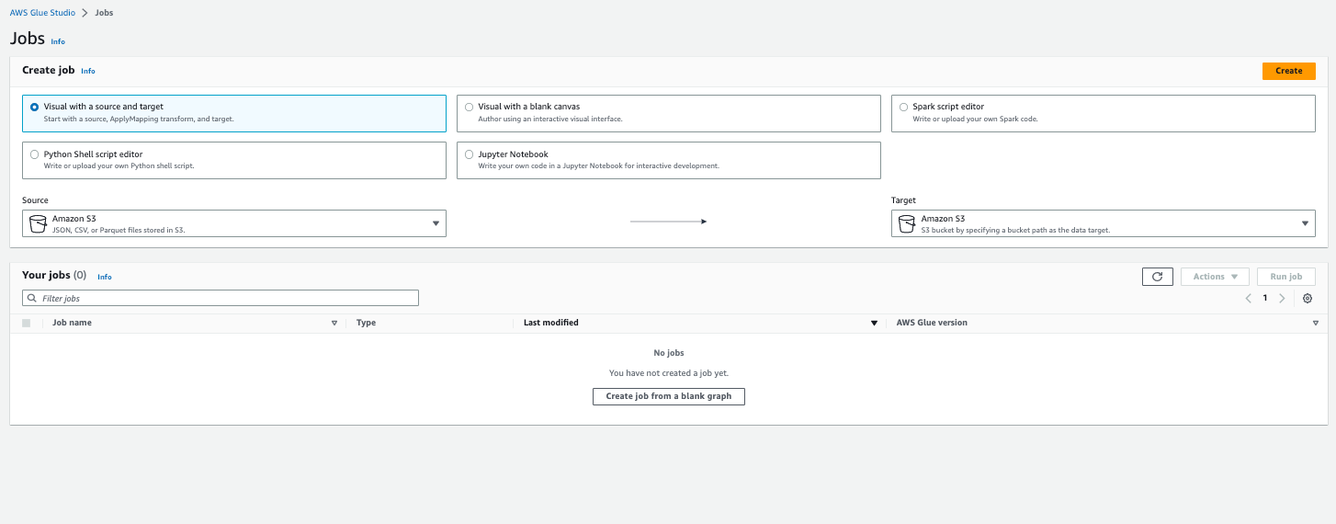 AWS Glue Studio > Jobs
Jobs Info
Create job Info
Create
Visual with a source and target
Start with a source, ApplyMapping transform, and target.
Visual with a blank canvas
Author using an interactive visual interface.
Spark script editor
Write or upload your own Spark code.
Python Shell script editor
Write or upload your own Python shell script.
Jupyter Notebook
Write your own code in a Jupyter Notebook for interactive development.
Source
Amazon S3
JSON, CSV, or Parquet files stored in S3.
Target
Amazon S3
S3 bucket by specifying a bucket path as the data target.
Your jobs (0) Info
Actions
Run job
Filter jobs
1
Job name
Type
Last modified
AWS Glue version
No jobs
You have not created a job yet.
Create job from a blank graph